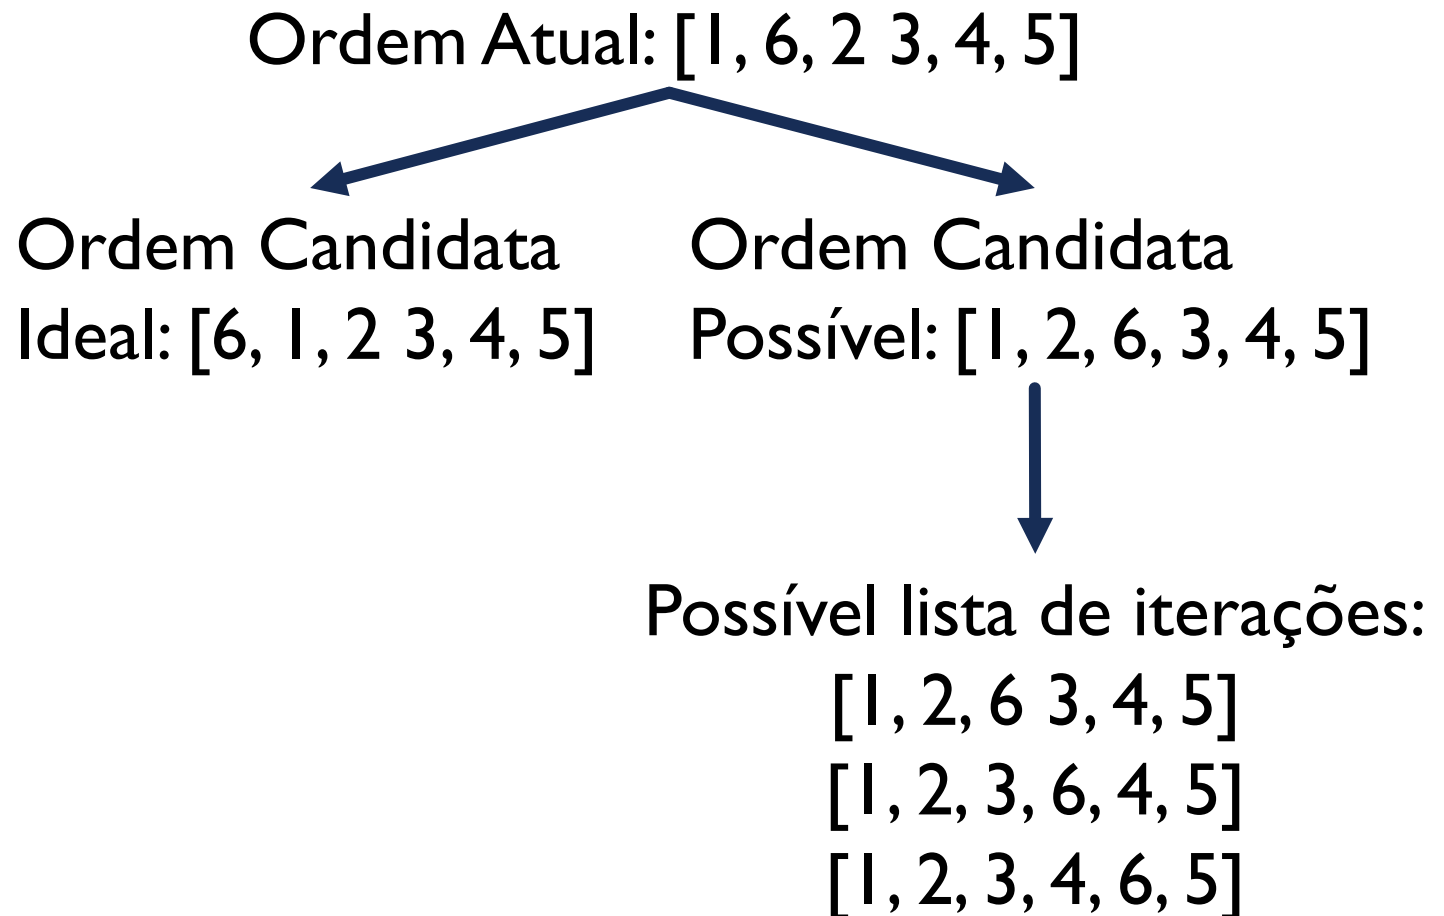 Ordem Atual: [1, 6, 2 3, 4, 5]
Ordem Candidata
Ideal: [6, 1, 2 3, 4, 5]
Ordem Candidata
Possível: [1, 2, 6, 3, 4, 5]
Possível lista de iterações:
[1, 2, 6 3, 4, 5]
[1, 2, 3, 6, 4, 5]
[1, 2, 3, 4, 6, 5]